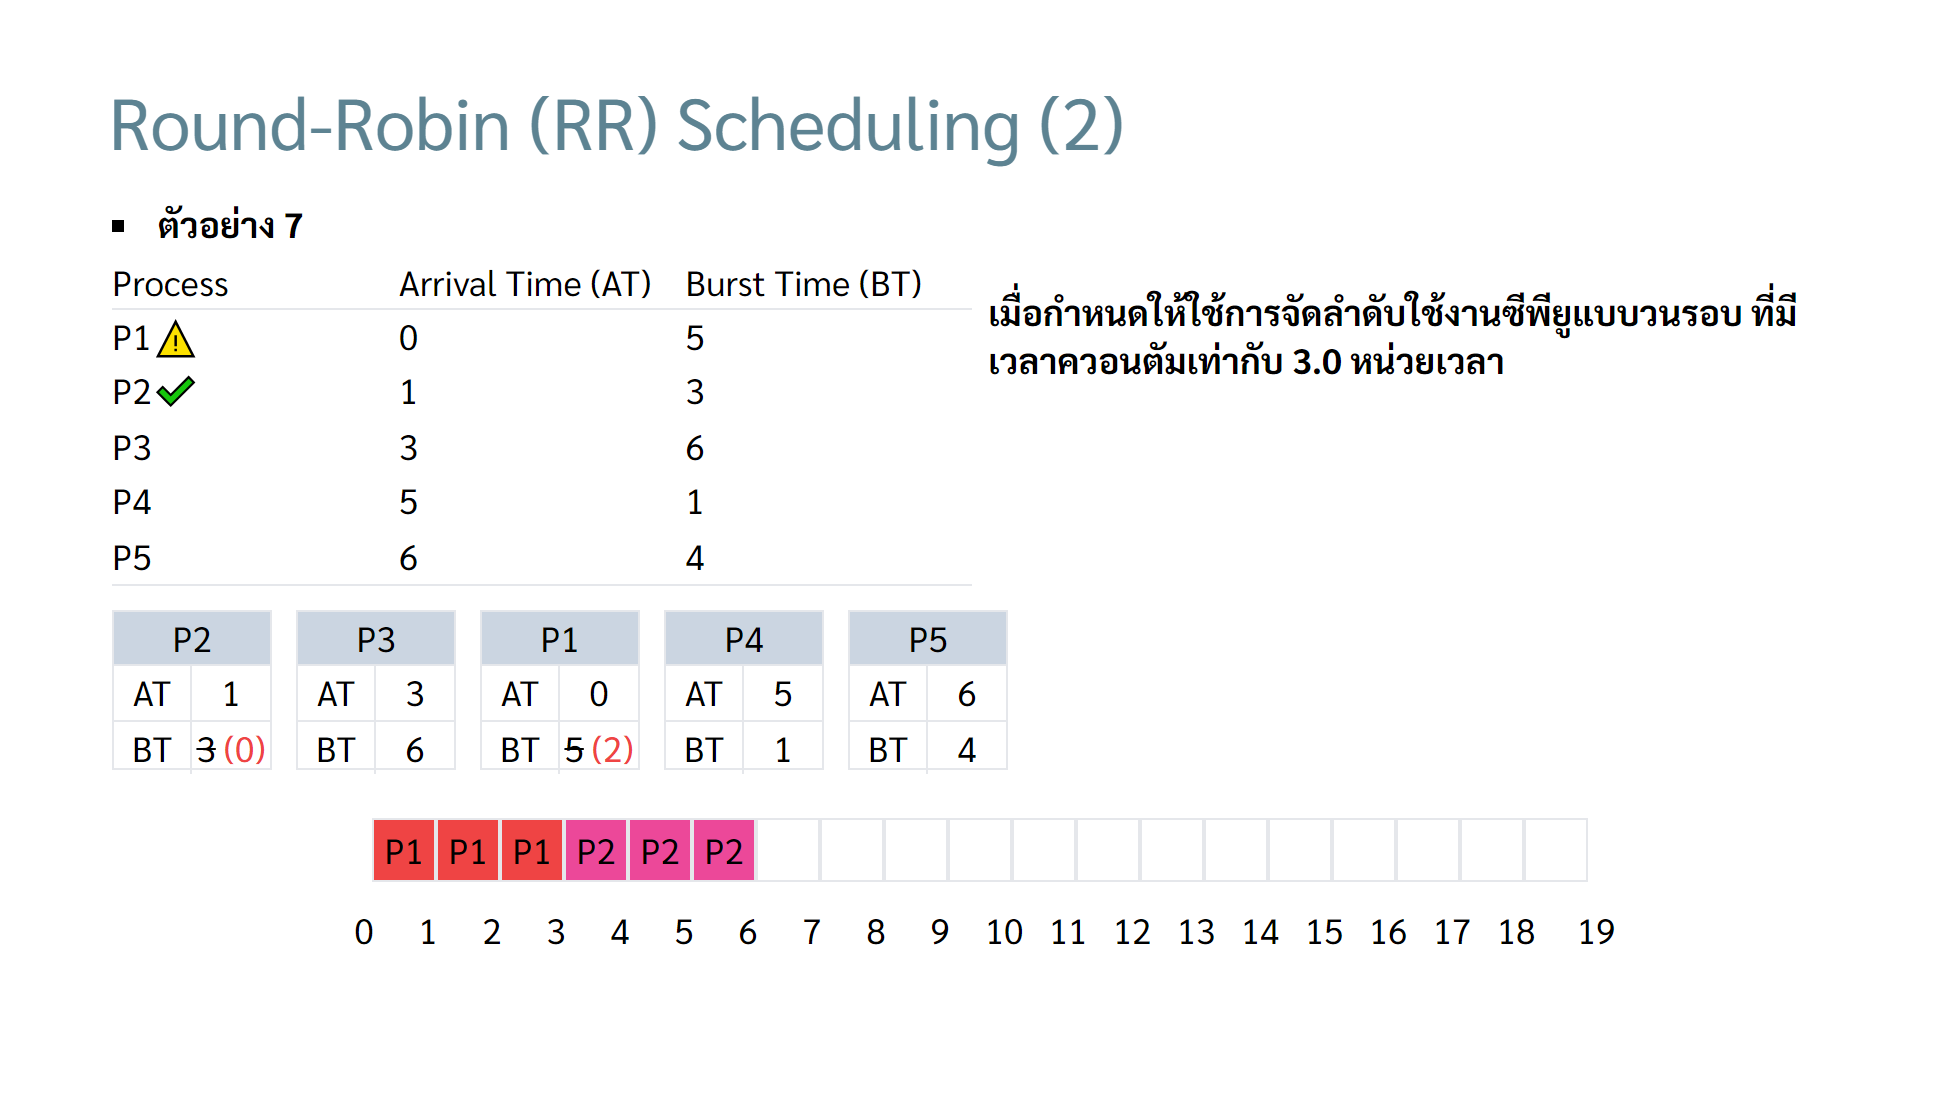 Round-Robin (RR) Scheduling (2)
▪ ตัวอย่าง 7
Process Arrival Time (AT) Burst Time (BT)
P1 0 5
P2 1 3
P3 3 6
P4 5 1
P5 6 4
เมื่อกำหนดให้ใช้การจัดลำดับใช้งานซีพียูแบบวนรอบ ที่มี
เวลาควอนตัมเท่ากับ 3.0 หน่วยเวลา
P2 P3 P1 P4 P5
AT 1 AT 3 AT 0 AT 5 AT 6
BT 3 (0) BT 6 BT 5 (2) BT 1 BT 4
P1 P1 P1 P2 P2 P2
0 1 2 3 4 5 6 7 8 9 10 11 12 13 14 15 16 17 18 19